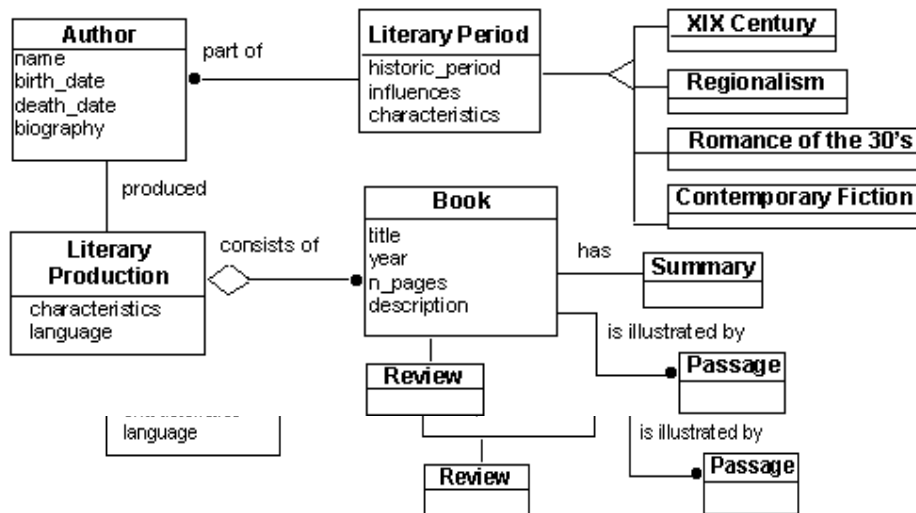 Author
name
birth_date
death_date
biography
part of
Literary Period
historic_period
influences
characteristics
XIX Century
Regionalism
Romance of the 30's
Contemporary Fiction
produced
Literary
Production
characteristics
language
consists of
Book
title
year
n_pages
description
has
Summary
is illustrated by
Passage
Review
language
is illustrated by
Passage
Review